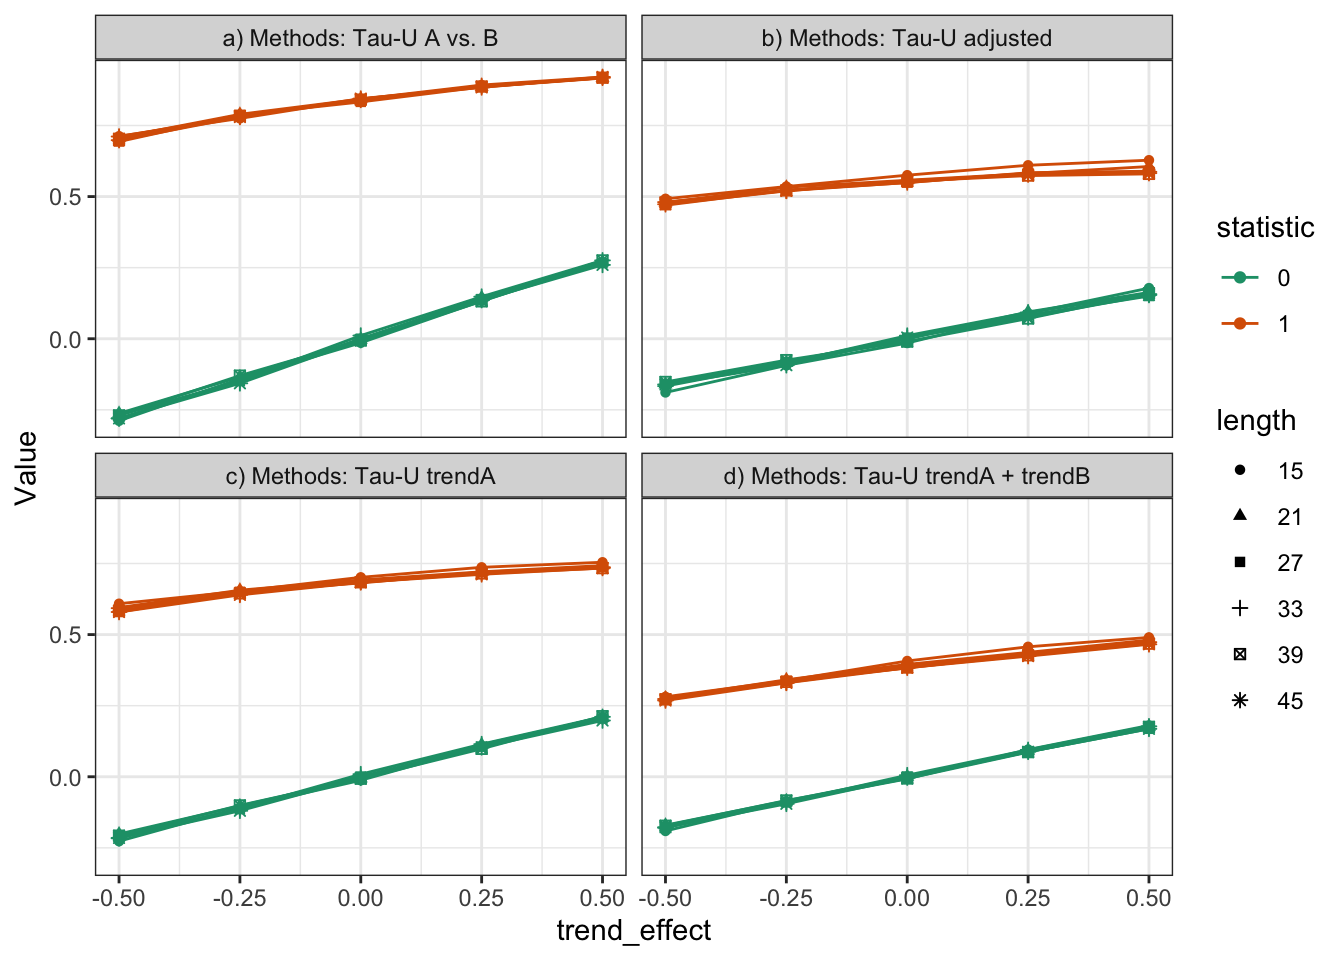 a) Methods: Tau-U A vs. B
b) Methods: Tau-U adjusted
0.5
0.0
c) Methods: Tau-U trendA
d) Methods: Tau-U trendA + trendB
0.5
0.0
-0.50 -0.25 0.00 0.25 0.50
-0.50 -0.25 0.00 0.25 0.50
trend_effect
Value
statistic
0
1
length
15
21
27
33
39
45